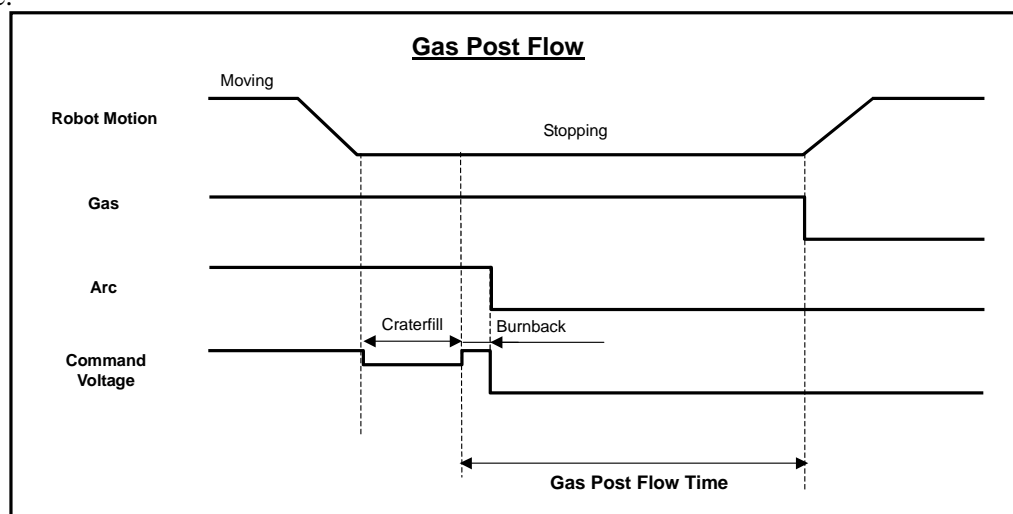 Gas Post Flow
Moving
Robot Motion
Stopping
Gas
Arc
Craterfill
Burnback
Command
Voltage
Gas Post Flow Time